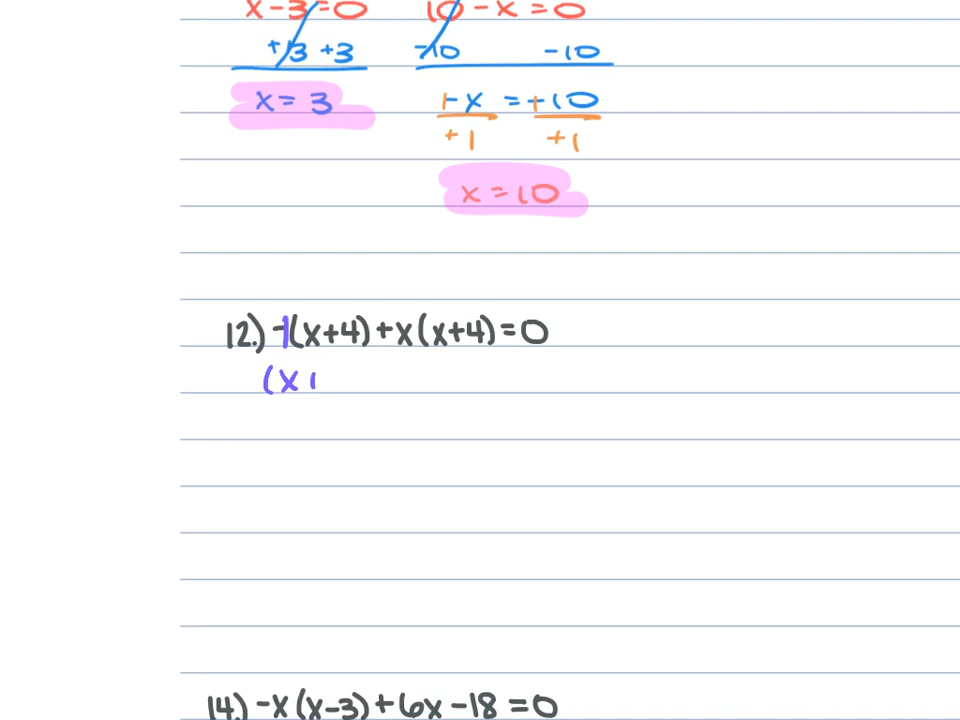 x-3=0 10-x=0
+3 +3 -10 -10
x=3 -x=-10
+1 +1
x=10
12.) -1(x+4)+x(x+4)=0
(x
14.) -x(x-3)+6x-18=0